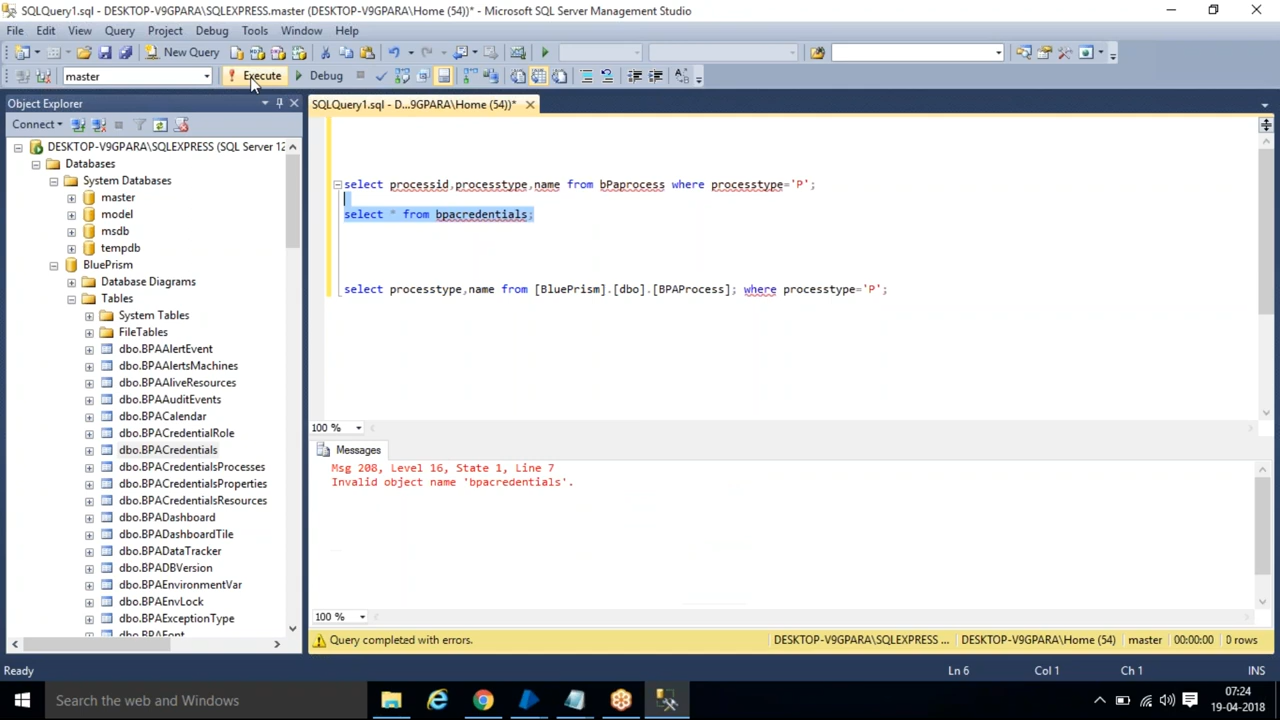 SQLQuery1.sql - DESKTOP-V9GPARA\SQLEXPRESS.master (DESKTOP-V9GPARA\Home (54))* - Microsoft SQL Server Management Studio
File Edit View Query Project Debug Tools Window Help
New Query
master Execute Debug
Object Explorer
SQLQuery1.sql - D...9GPARA\Home (54))*
Connect
DESKTOP-V9GPARA\SQLEXPRESS (SQL Server 12
Databases
System Databases
master
model
msdb
tempdb
BluePrism
Database Diagrams
Tables
System Tables
FileTables
dbo.BPAAlertEvent
dbo.BPAAlertsMachines
dbo.BPAAliveResources
dbo.BPAAuditEvents
dbo.BPACalendar
dbo.BPACredentialRole
dbo.BPACredentials
dbo.BPACredentialsProcesses
dbo.BPACredentialsProperties
dbo.BPACredentialsResources
dbo.BPADashboard
dbo.BPADashboardTile
dbo.BPADataTracker
dbo.BPADBVersion
dbo.BPAEnvironmentVar
dbo.BPAEnvLock
dbo.BPAExceptionType
dbo.BPAFont
select processid,processtype,name from bPaprocess where processtype='P';
select * from bpacredentials;
select processtype,name from [BluePrism].[dbo].[BPAProcess]; where processtype='P';
100 %
Messages
Msg 208, Level 16, State 1, Line 7
Invalid object name 'bpacredentials'.
100 %
Query completed with errors. DESKTOP-V9GPARA\SQLEXPRESS ... DESKTOP-V9GPARA\Home (54) master 00:00:00 0 rows
Ready Ln 6 Col 1 Ch 1 INS
Search the web and Windows
07:24
19-04-2018